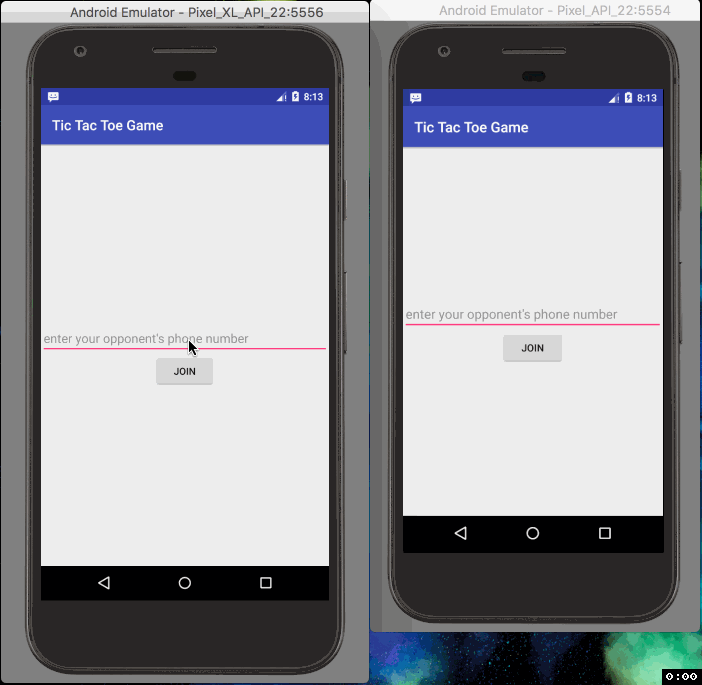 Android Emulator - Pixel_XL_API_22:5556
8:13
Tic Tac Toe Game
enter your opponent's phone number
JOIN
Android Emulator - Pixel_API_22:5554
8:13
Tic Tac Toe Game
enter your opponent's phone number
JOIN
0:00